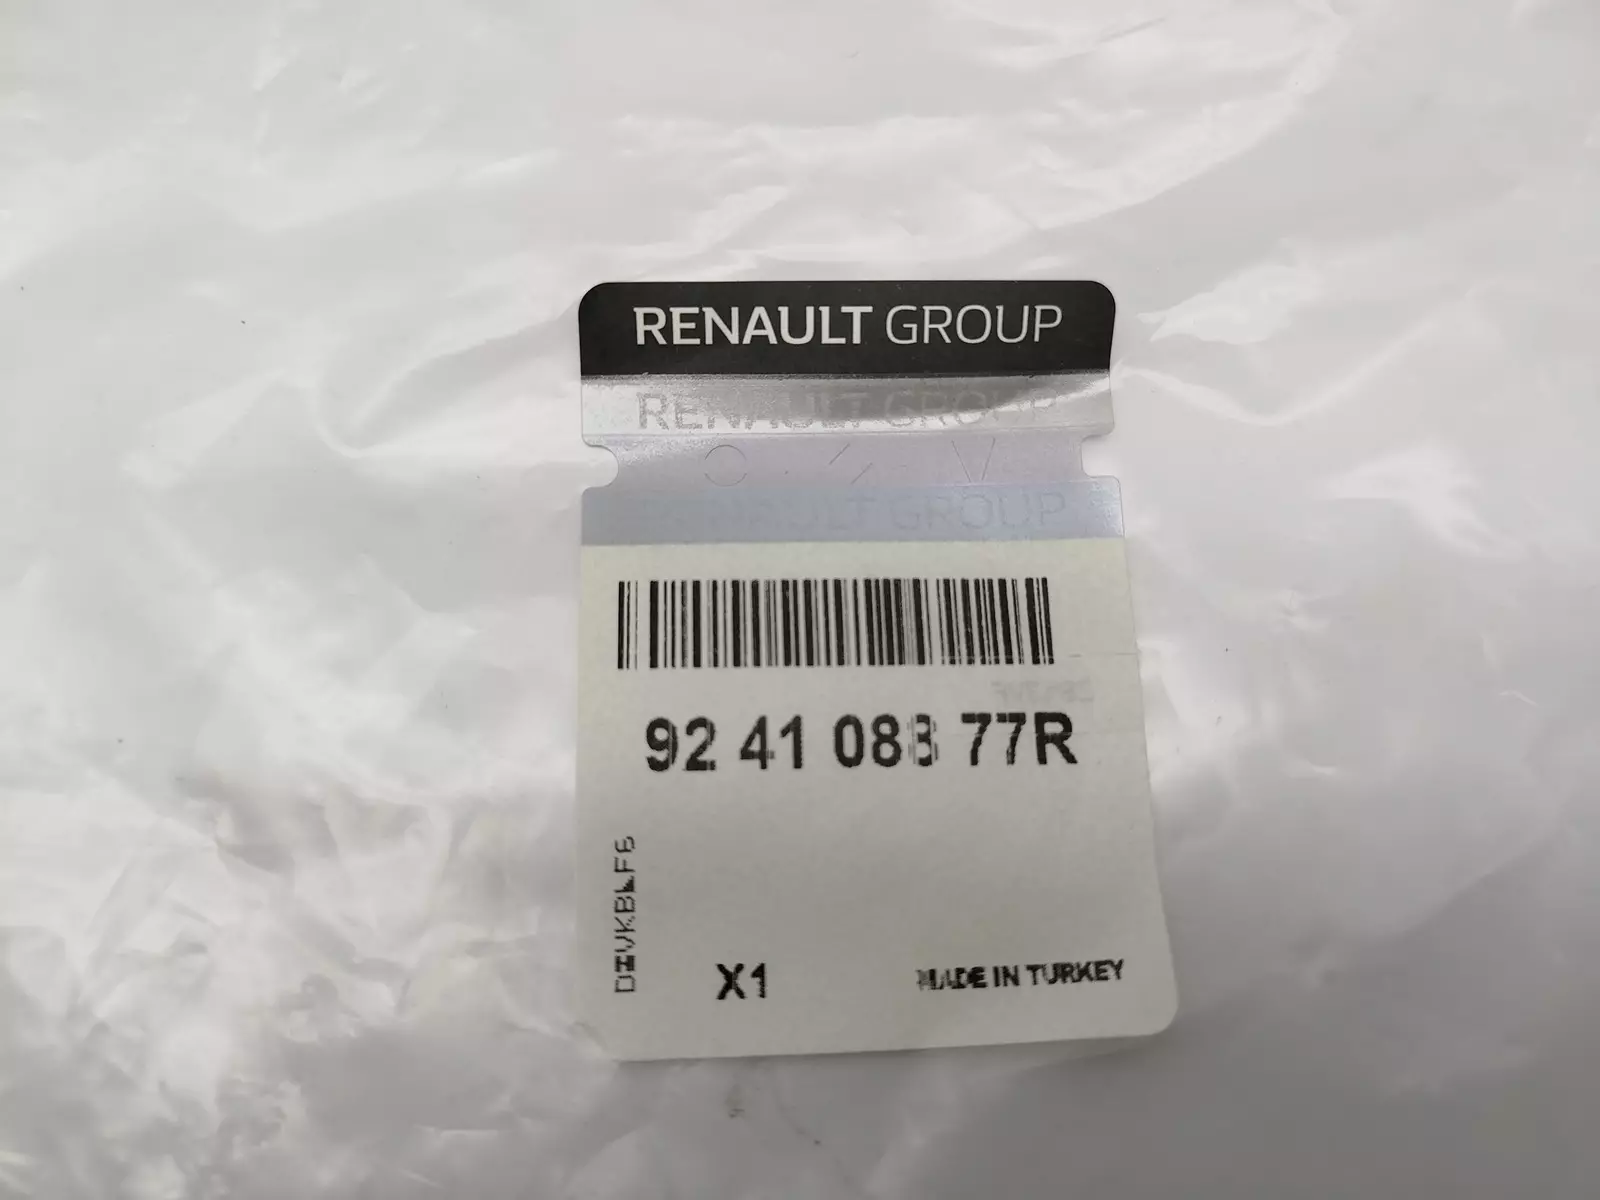 RENAULT GROUP
RENAULT GROUP
RENAULT GROUP
92 41 088 77R
X1
MADE IN TURKEY